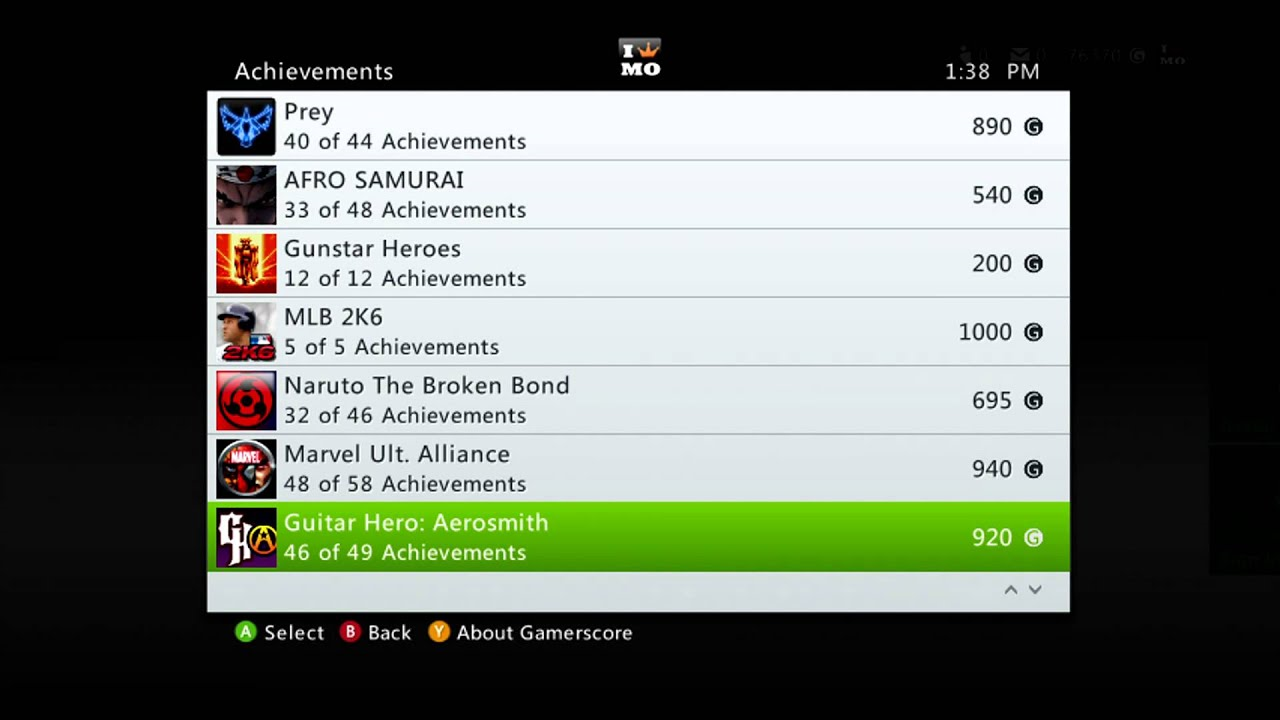 I MO
Achievements
1:38 PM
Prey
40 of 44 Achievements
890 G
AFRO SAMURAI
33 of 48 Achievements
540 G
Gunstar Heroes
12 of 12 Achievements
200 G
MLB 2K6
5 of 5 Achievements
1000 G
2K6
Naruto The Broken Bond
32 of 46 Achievements
695 G
Marvel Ult. Alliance
48 of 58 Achievements
940 G
MARVEL
Guitar Hero: Aerosmith
46 of 49 Achievements
920 G
GH A
A Select B Back Y About Gamerscore